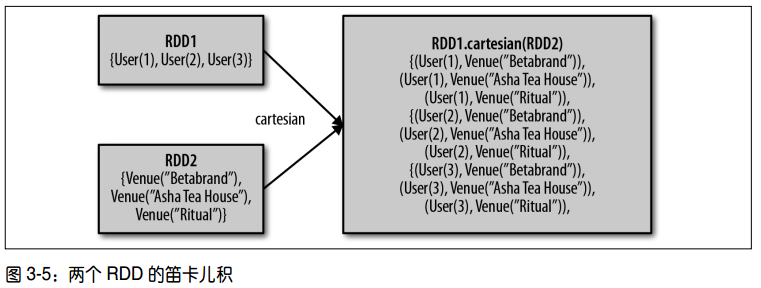 RDD1
{User(1), User(2), User(3)}
cartesian
RDD2
{Venue("Betabrand"),
Venue("Asha Tea House"),
Venue("Ritual")}
RDD1.cartesian(RDD2)
{(User(1), Venue("Betabrand")),
(User(1), Venue("Asha Tea House")),
(User(1), Venue("Ritual")),
{(User(2), Venue("Betabrand")),
(User(2), Venue("Asha Tea House")),
(User(2), Venue("Ritual")),
{(User(3), Venue("Betabrand")),
(User(3), Venue("Asha Tea House")),
(User(3), Venue("Ritual")),
图 3-5：两个 RDD 的笛卡儿积